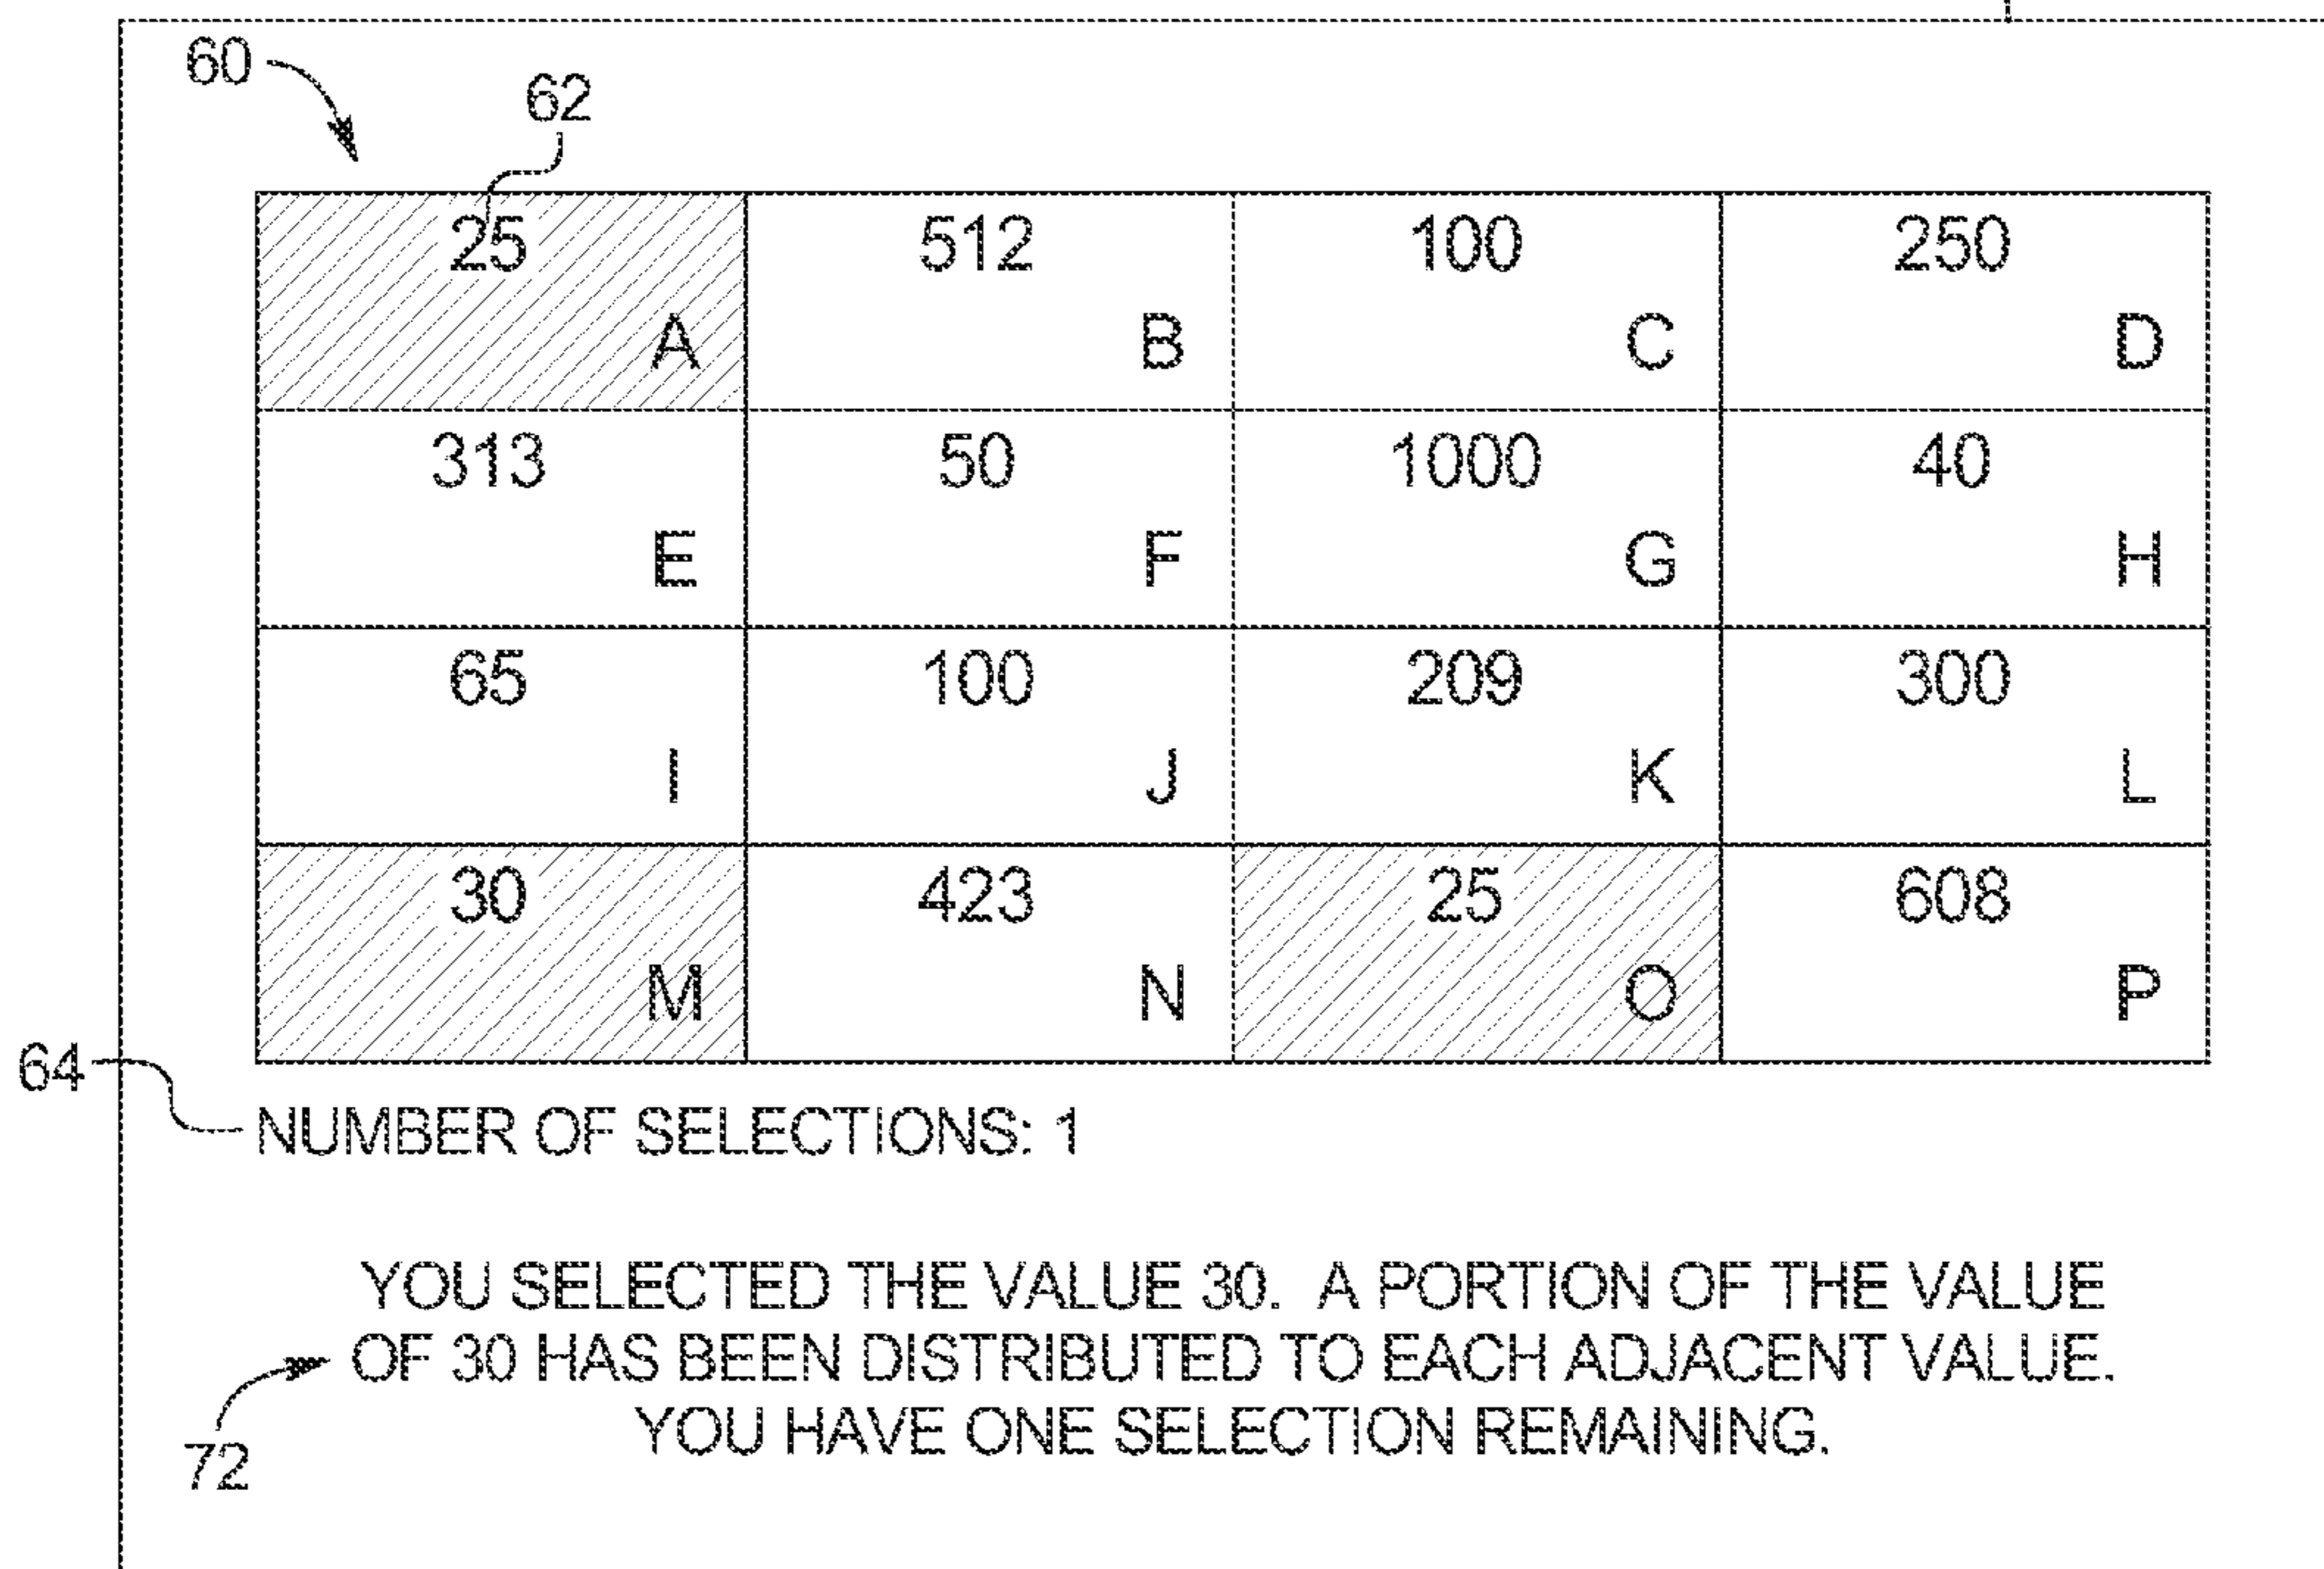 60
62
25 512 100 250
A B C D
313 50 1000 40
E F G H
65 100 209 300
I J K L
30 423 25 608
M N O P
64
NUMBER OF SELECTIONS: 1
YOU SELECTED THE VALUE 30. A PORTION OF THE VALUE
OF 30 HAS BEEN DISTRIBUTED TO EACH ADJACENT VALUE.
YOU HAVE ONE SELECTION REMAINING.
72